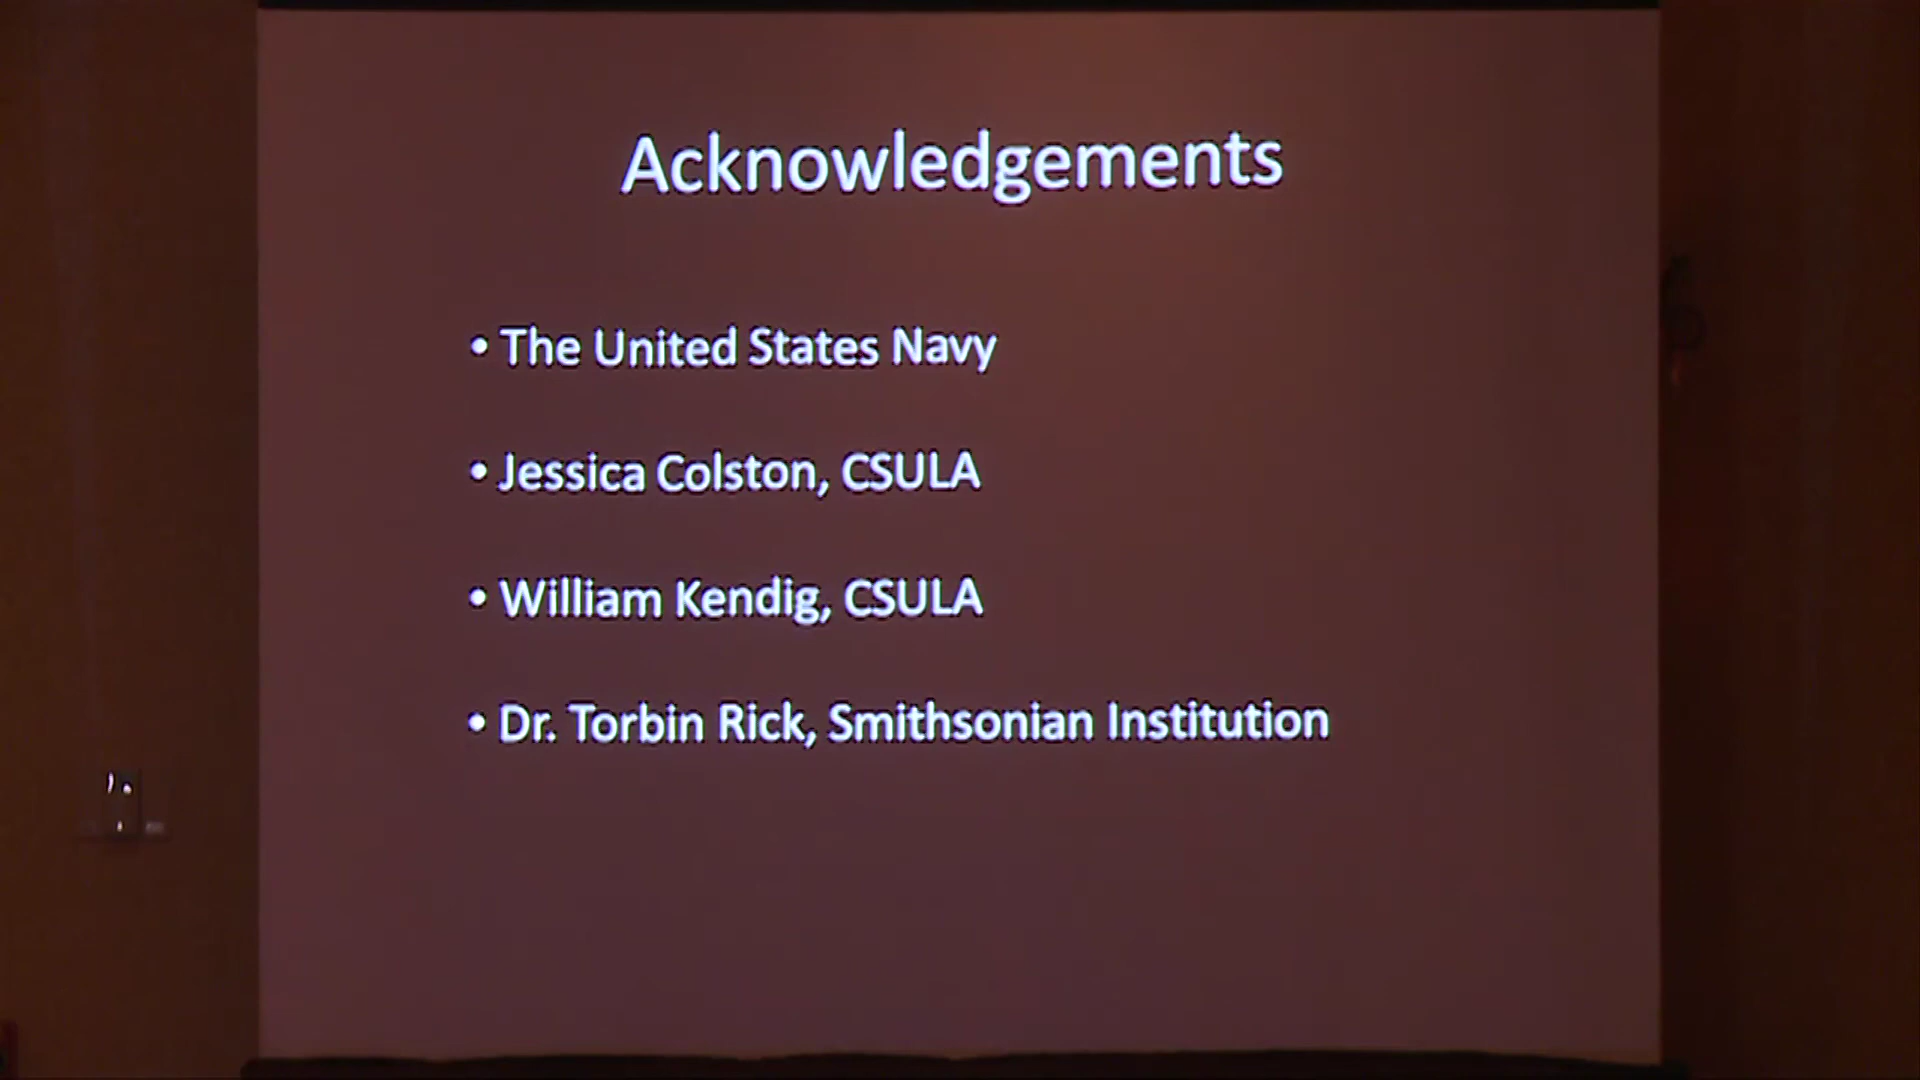 Acknowledgements
• The United States Navy
• Jessica Colston, CSULA
• William Kendig, CSULA
• Dr. Torbin Rick, Smithsonian Institution